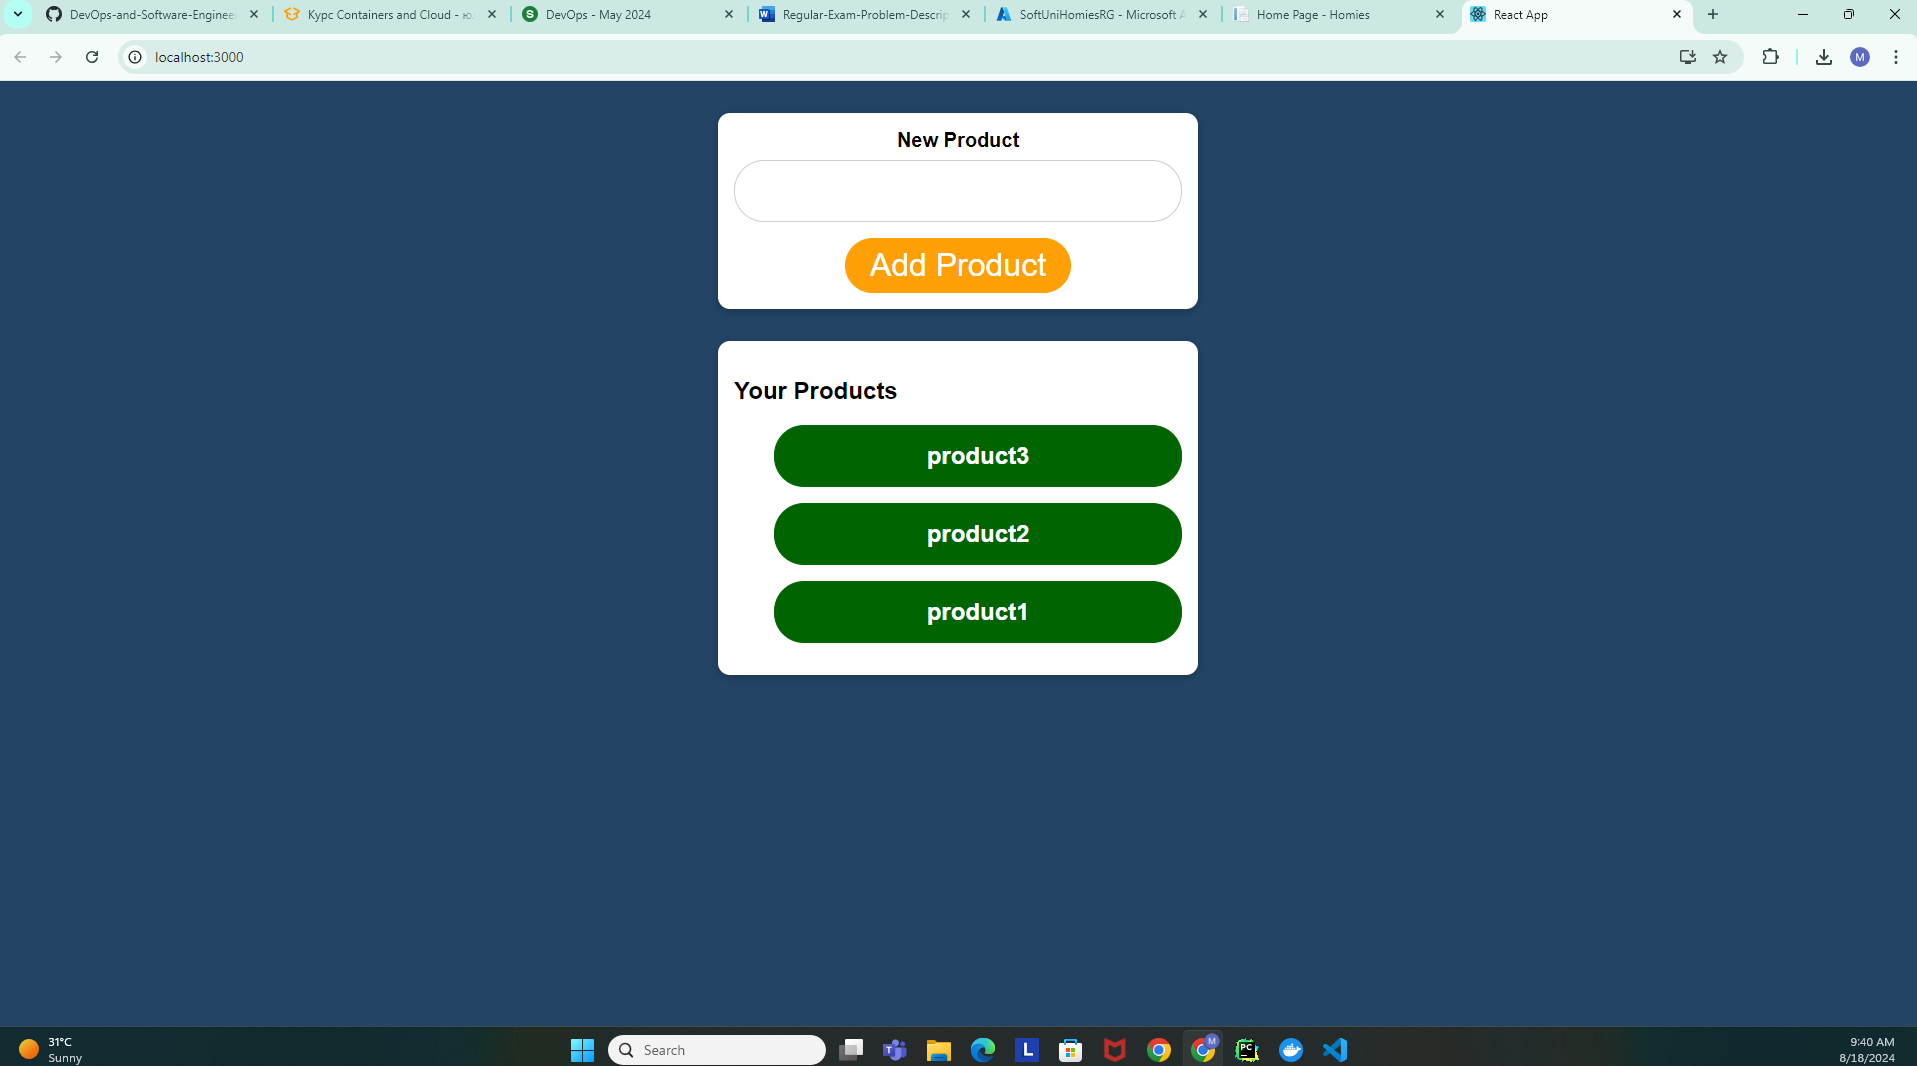 DevOps-and-Software-Enginee
Курс Containers and Cloud - ю
DevOps - May 2024
Regular-Exam-Problem-Descrip
SoftUniHomiesRG - Microsoft A
Home Page - Homies
React App
localhost:3000
M
New Product
Add Product
Your Products
product3
product2
product1
31°C
Sunny
Search
L
M
PC
9:40 AM
8/18/2024